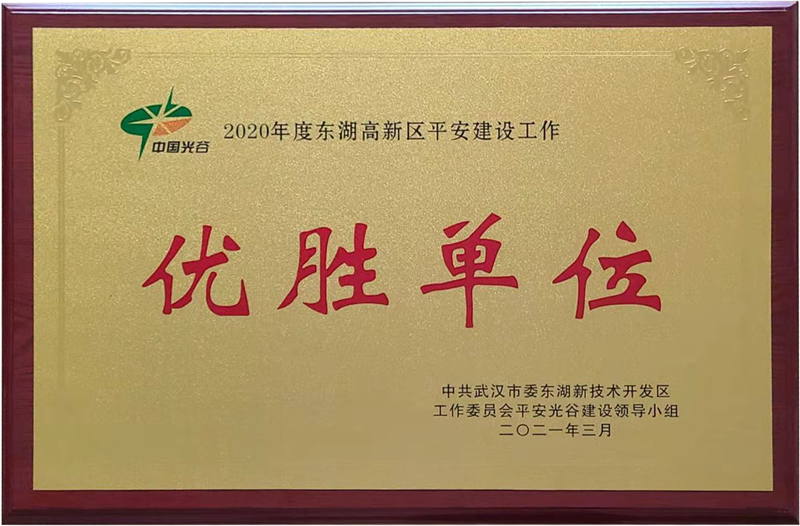 中国光谷
2020年度东湖高新区平安建设工作
优胜单位
中共武汉市委东湖新技术开发区
工作委员会平安光谷建设领导小组
二〇二一年三月